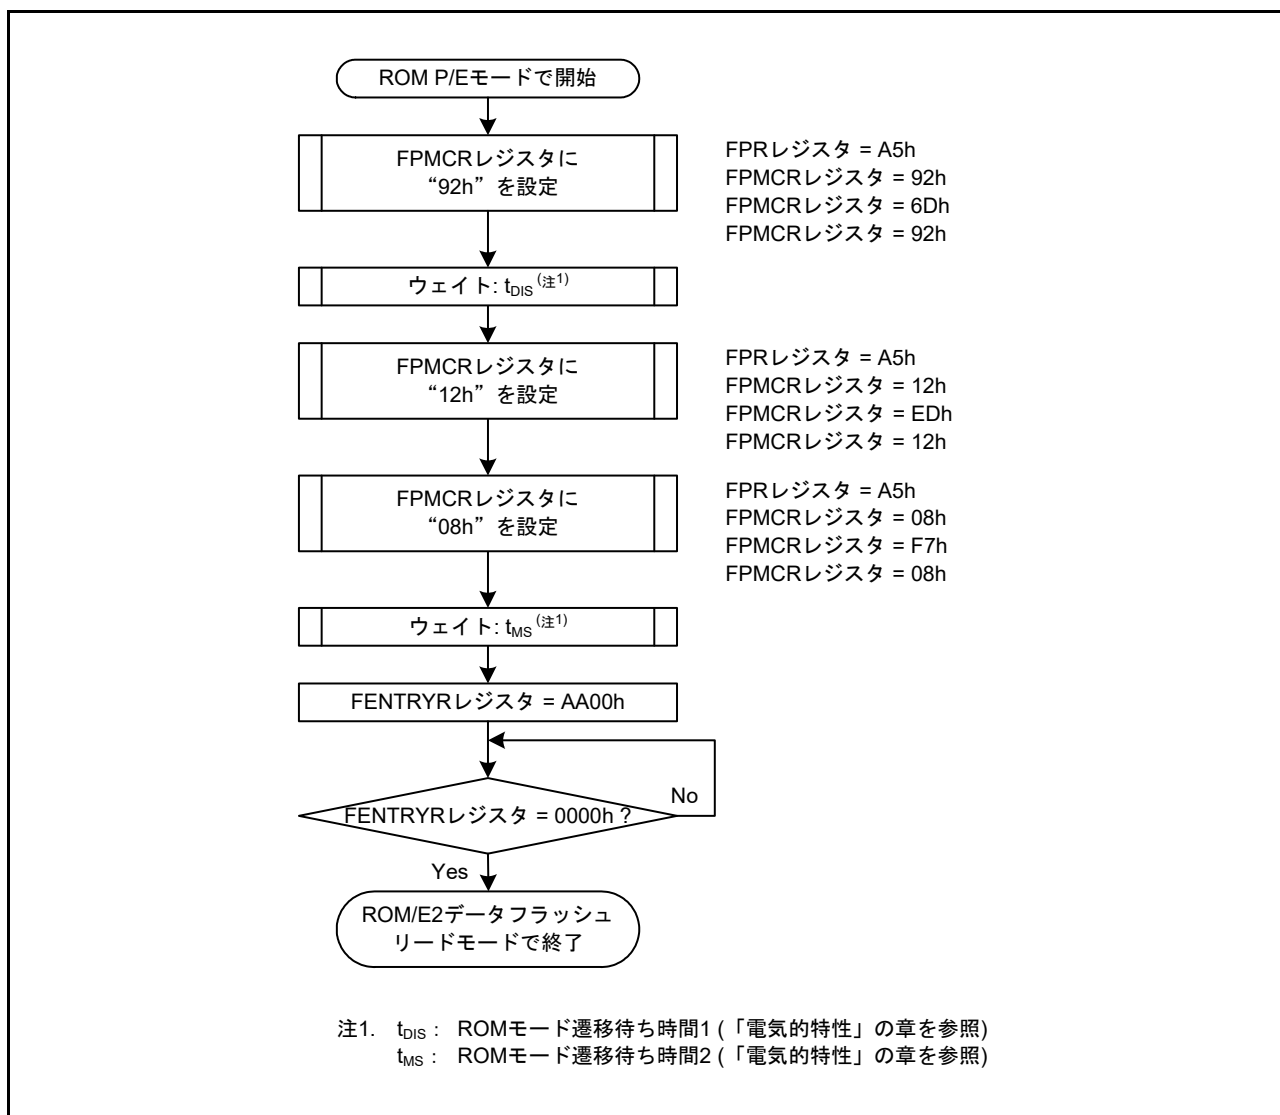 ROM P/Eモードで開始
FPMCRレジスタに
“92h”を設定
FPRレジスタ = A5h
FPMCRレジスタ = 92h
FPMCRレジスタ = 6Dh
FPMCRレジスタ = 92h
ウェイト: tDIS (注1)
FPMCRレジスタに
“12h”を設定
FPRレジスタ = A5h
FPMCRレジスタ = 12h
FPMCRレジスタ = EDh
FPMCRレジスタ = 12h
FPMCRレジスタに
“08h”を設定
FPRレジスタ = A5h
FPMCRレジスタ = 08h
FPMCRレジスタ = F7h
FPMCRレジスタ = 08h
ウェイト: tMS (注1)
FENTRYRレジスタ = AA00h
FENTRYRレジスタ = 0000h ?
No
Yes
ROM/E2データフラッシュ
リードモードで終了
注1. tDIS : ROMモード遷移待ち時間1 (「電気的特性」の章を参照)
tMS : ROMモード遷移待ち時間2 (「電気的特性」の章を参照)